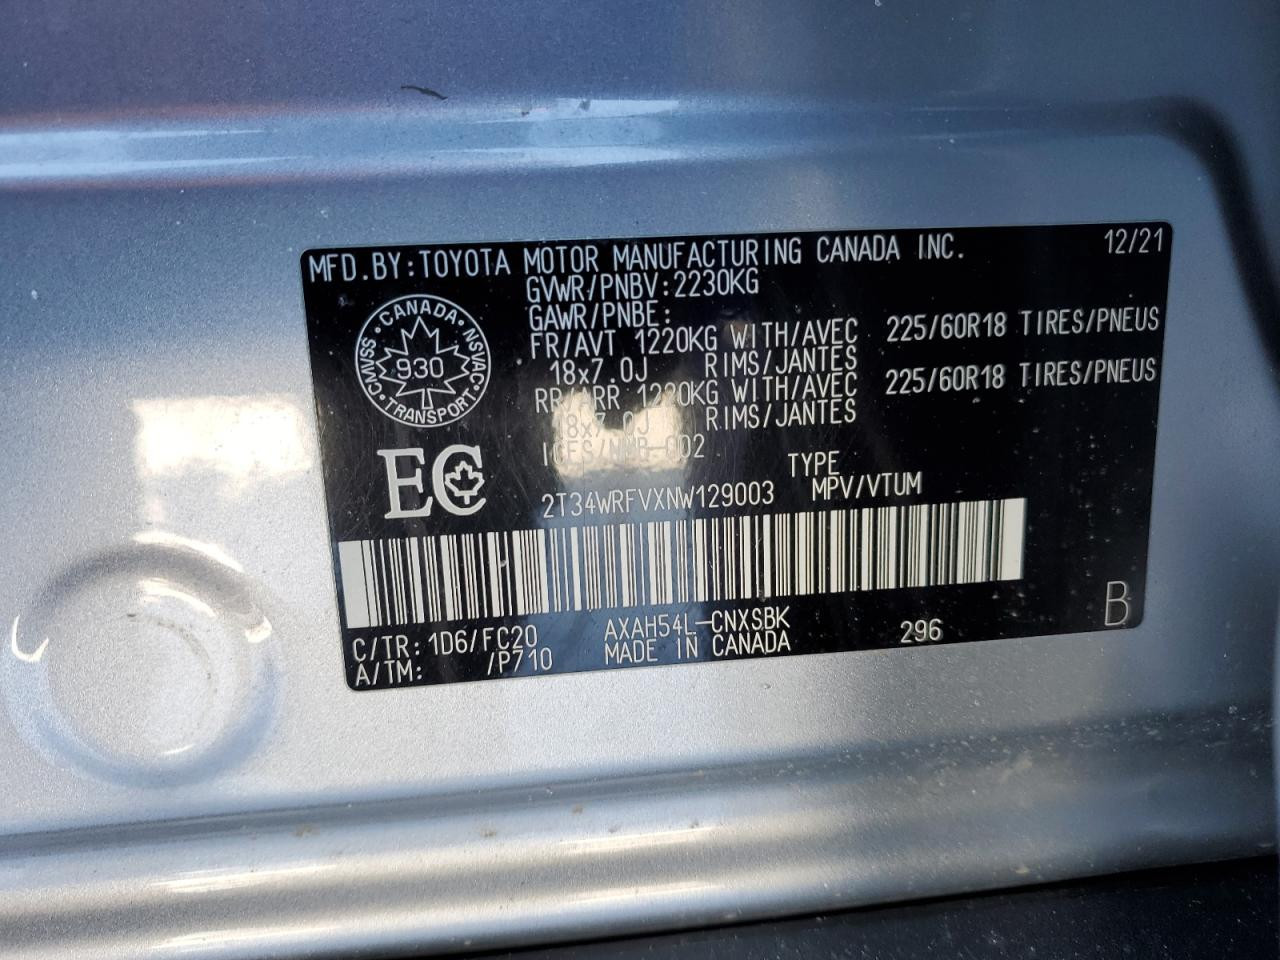 MFD.BY:TOYOTA MOTOR MANUFACTURING CANADA INC. 12/21
GVWR/PNBV:2230KG
GAWR/PNBE:
FR/AVT 1220KG WITH/AVEC 225/60R18 TIRES/PNEUS
18x7.0J RIMS/JANTES
RR/ARR 1220KG WITH/AVEC 225/60R18 TIRES/PNEUS
18x7.0J RIMS/JANTES
ICES/NMB-002
CANADA·NSVAC·TRANSPORT·CMVSS·
930
EC
TYPE
2T34WRFVXNW129003 MPV/VTUM
C/TR: 1D6/FC20 AXAH54L-CNXSBK 296 B
A/TM: /P710 MADE IN CANADA